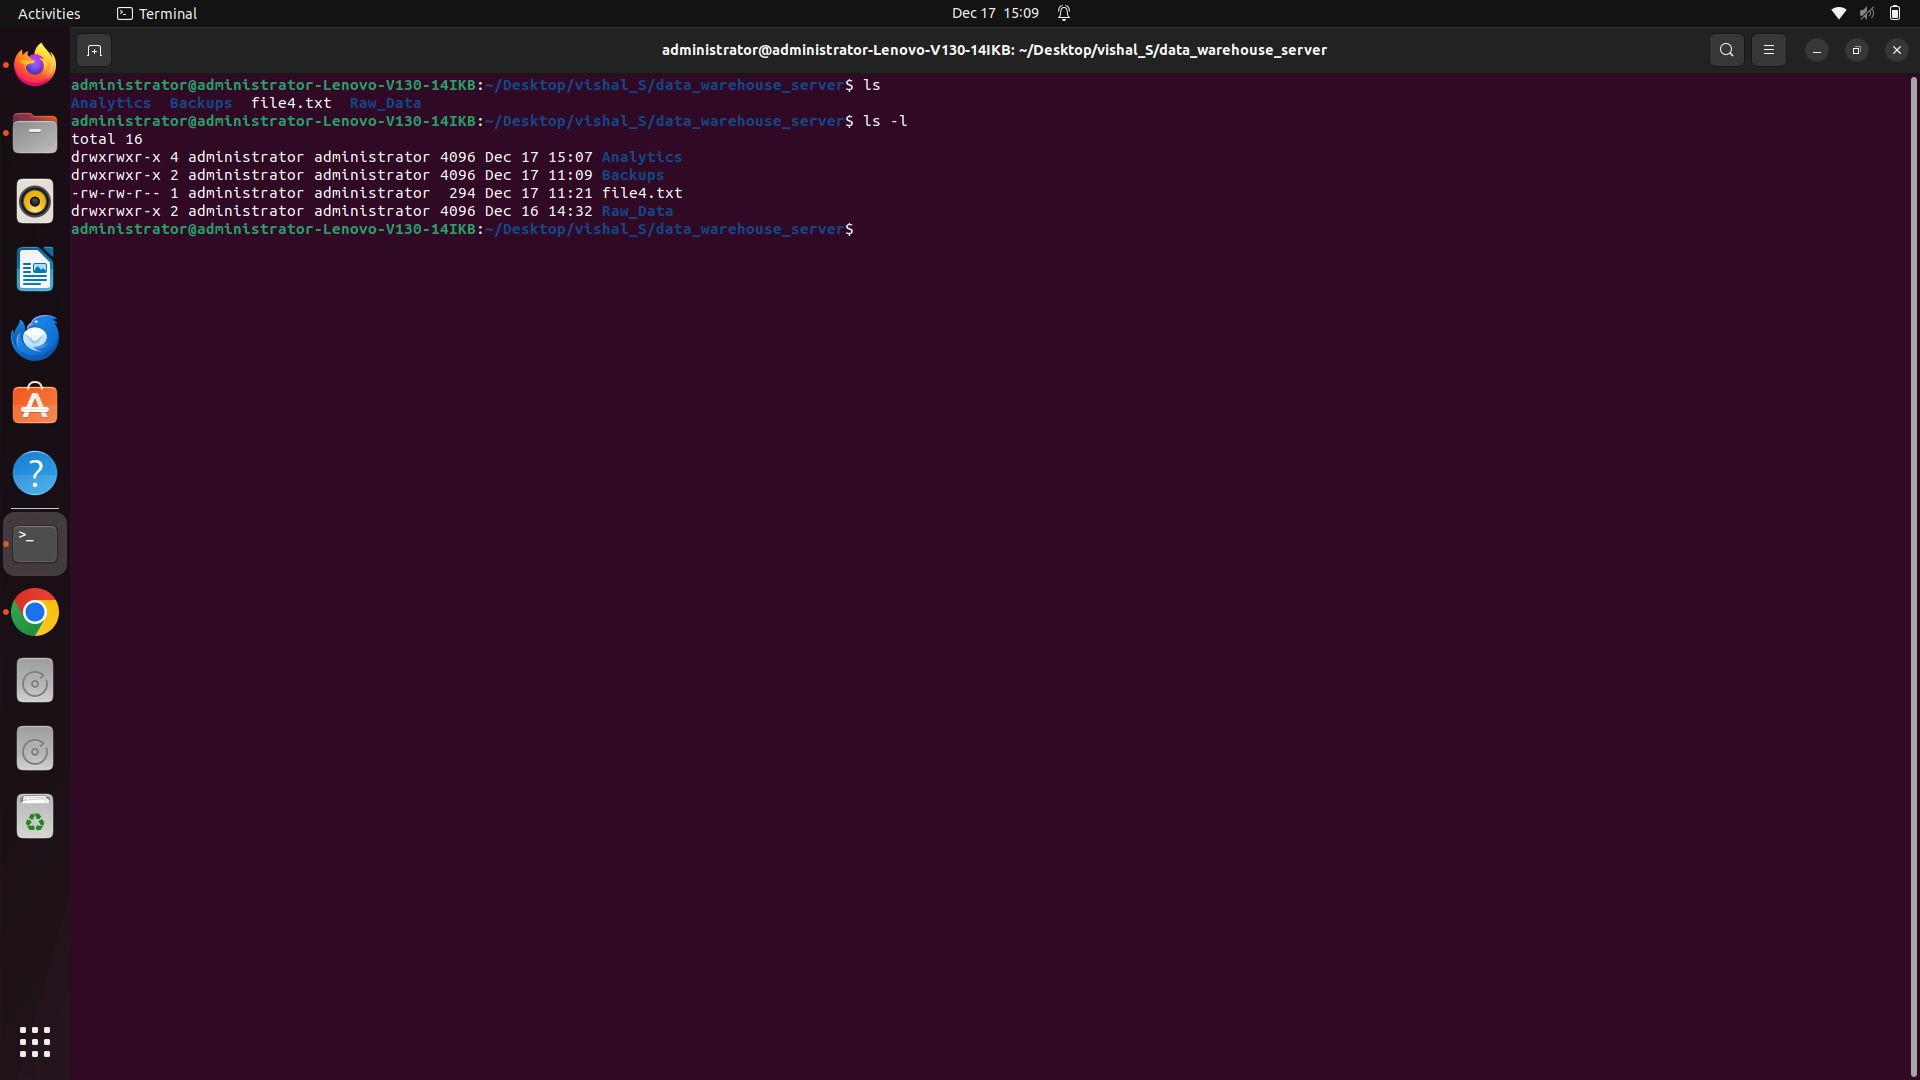 Activities Terminal Dec 17 15:09
administrator@administrator-Lenovo-V130-14IKB: ~/Desktop/vishal_S/data_warehouse_server
administrator@administrator-Lenovo-V130-14IKB:~/Desktop/vishal_S/data_warehouse_server$ ls
Analytics  Backups  file4.txt  Raw_Data
administrator@administrator-Lenovo-V130-14IKB:~/Desktop/vishal_S/data_warehouse_server$ ls -l
total 16
drwxrwxr-x 4 administrator administrator 4096 Dec 17 15:07 Analytics
drwxrwxr-x 2 administrator administrator 4096 Dec 17 11:09 Backups
-rw-rw-r-- 1 administrator administrator  294 Dec 17 11:21 file4.txt
drwxrwxr-x 2 administrator administrator 4096 Dec 16 14:32 Raw_Data
administrator@administrator-Lenovo-V130-14IKB:~/Desktop/vishal_S/data_warehouse_server$